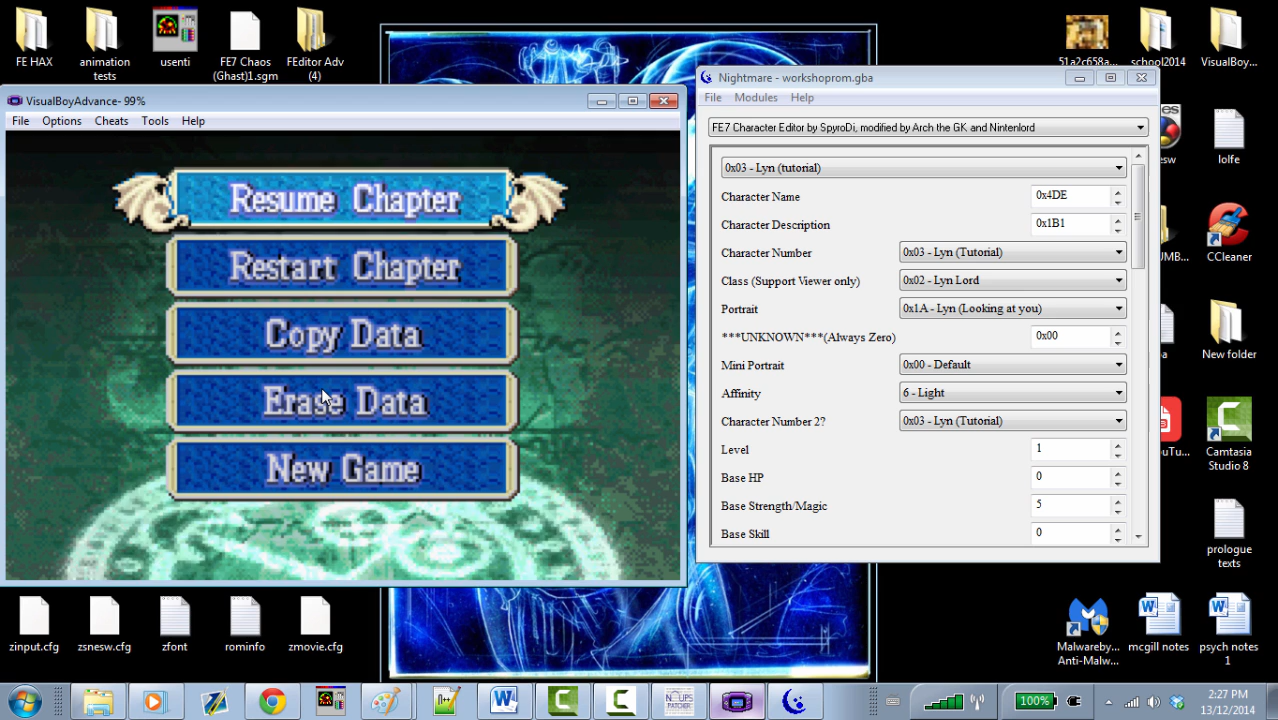 FE HAX
animation
tests
usenti
FE7 Chaos
(Ghast)1.sgm
FEditor Adv
(4)
51a2c658a...
school2014
VisualBoy...
VisualBoyAdvance- 99%
File Options Cheats Tools Help
Resume Chapter
Restart Chapter
Copy Data
Erase Data
New Game
Nightmare - workshoprom.gba
File Modules Help
FE7 Character Editor by SpyroDi, modified by Arch the GK and Nintenlord
0x03 - Lyn (tutorial)
Character Name 0x4DE
Character Description 0x1B1
Character Number 0x03 - Lyn (Tutorial)
Class (Support Viewer only) 0x02 - Lyn Lord
Portrait 0x1A - Lyn (Looking at you)
***UNKNOWN***(Always Zero) 0x00
Mini Portrait 0x00 - Default
Affinity 6 - Light
Character Number 2? 0x03 - Lyn (Tutorial)
Level 1
Base HP 0
Base Strength/Magic 5
Base Skill 0
esw
lolfe
CCleaner
New folder
Camtasia
Studio 8
prologue
texts
zinput.cfg
zsnesw.cfg
zfont
rominfo
zmovie.cfg
Malwareby...
Anti-Malw...
mcgill notes
psych notes
1
NUPS
PATCHER
100%
2:27 PM
13/12/2014